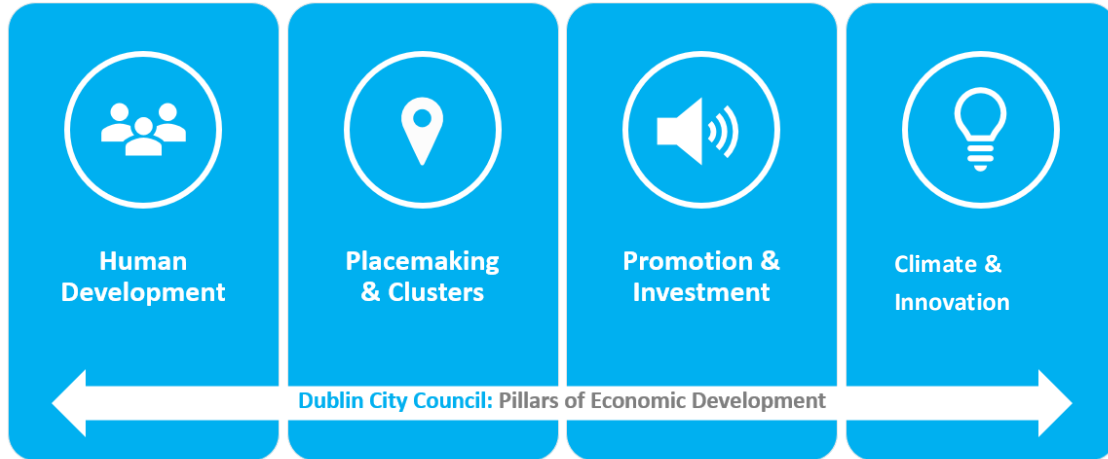 Human
Development
Placemaking
& Clusters
Promotion &
Investment
Climate &
Innovation
Dublin City Council: Pillars of Economic Development